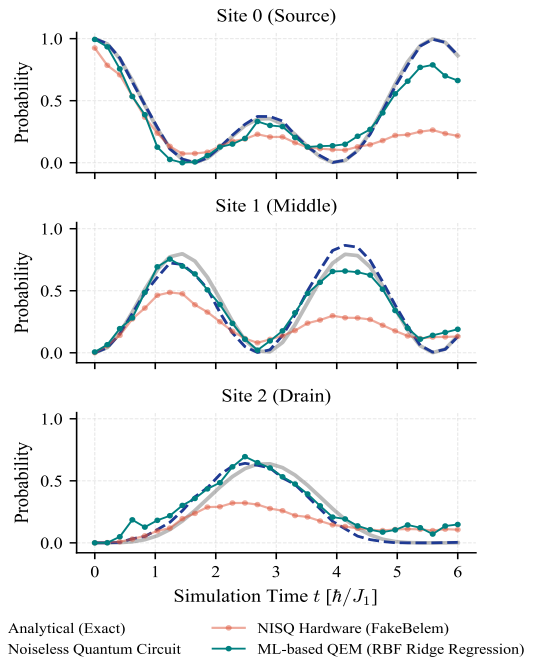 Site 0 (Source)
1.0
0.5
0.0
Probability
Site 1 (Middle)
1.0
0.5
0.0
Probability
Site 2 (Drain)
1.0
0.5
0.0
Probability
0 1 2 3 4 5 6
Simulation Time t [ħ/J₁]
Analytical (Exact) NISQ Hardware (FakeBelem)
Noiseless Quantum Circuit ML-based QEM (RBF Ridge Regression)